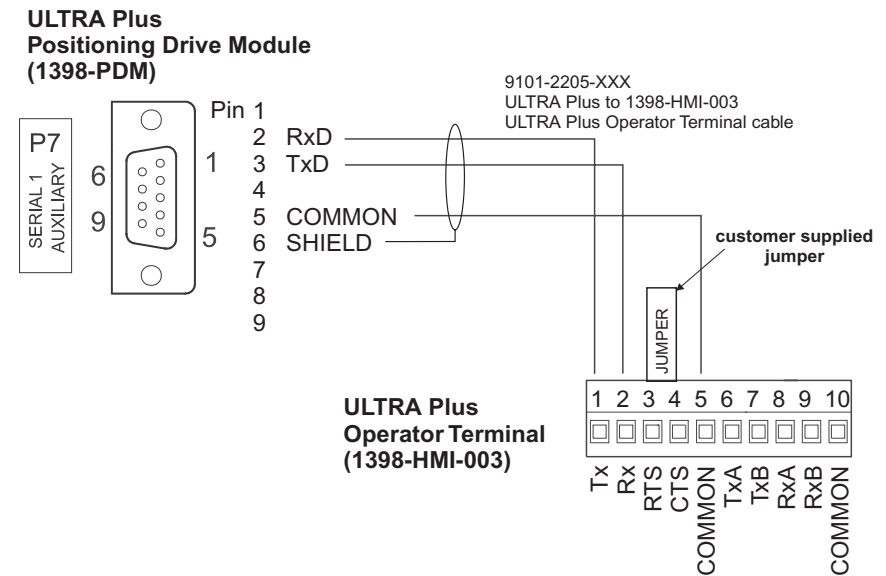 ULTRA Plus
Positioning Drive Module
(1398-PDM)
P7
SERIAL 1
AUXILIARY
6
9
1
5
Pin 1
2 RxD
3 TxD
4
5 COMMON
6 SHIELD
7
8
9
9101-2205-XXX
ULTRA Plus to 1398-HMI-003
ULTRA Plus Operator Terminal cable
customer supplied
jumper
JUMPER
ULTRA Plus
Operator Terminal
(1398-HMI-003)
1 2 3 4 5 6 7 8 9 10
Tx
Rx
RTS
CTS
COMMON
TxA
TxB
RxA
RxB
COMMON